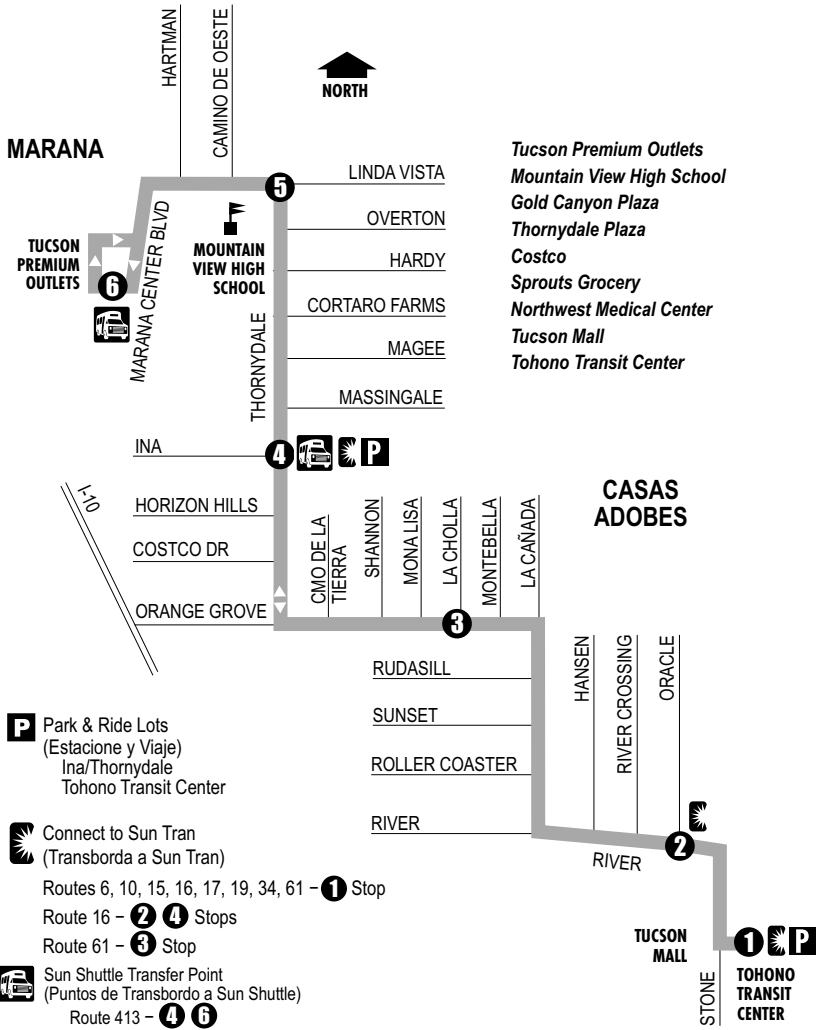 HARTMAN
CAMINO DE OESTE
NORTH
MARANA
Tucson Premium Outlets
Mountain View High School
Gold Canyon Plaza
Thornydale Plaza
Costco
Sprouts Grocery
Northwest Medical Center
Tucson Mall
Tohono Transit Center
5
LINDA VISTA
OVERTON
HARDY
CORTARO FARMS
MAGEE
MASSINGALE
MARANA CENTER BLVD
TUCSON
PREMIUM
OUTLETS
6
MOUNTAIN
VIEW HIGH
SCHOOL
THORNYDALE
INA
4
P
I-10
HORIZON HILLS
COSTCO DR
ORANGE GROVE
CASAS
ADOBES
CMO DE LA
TIERRA
SHANNON
MONA LISA
LA CHOLLA
MONTEBELLA
LA CAÑADA
3
RUDASILL
SUNSET
ROLLER COASTER
RIVER
HANSEN
RIVER CROSSING
ORACLE
RIVER
2
TUCSON
MALL
1
P
STONE
TOHONO
TRANSIT
CENTER
P Park & Ride Lots
(Estacione y Viaje)
Ina/Thornydale
Tohono Transit Center
Connect to Sun Tran
(Transborda a Sun Tran)
Routes 6, 10, 15, 16, 17, 19, 34, 61 – 1 Stop
Route 16 – 2 4 Stops
Route 61 – 3 Stop
Sun Shuttle Transfer Point
(Puntos de Transbordo a Sun Shuttle)
Route 413 – 4 6